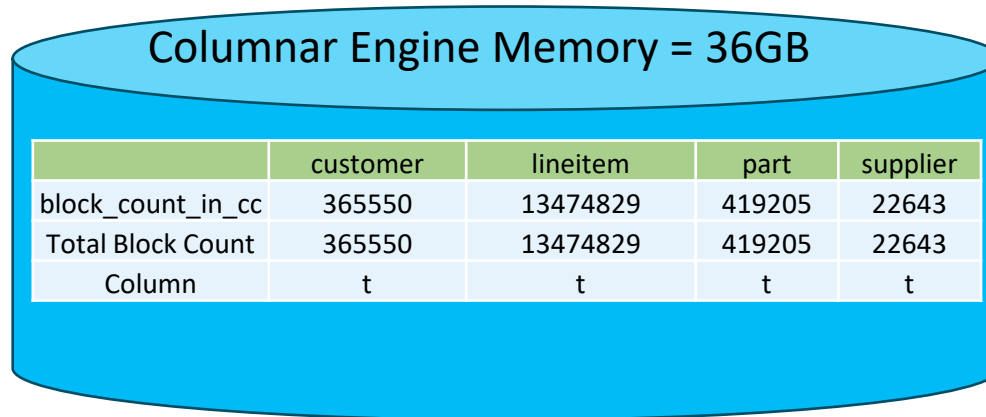 Columnar Engine Memory = 36GB
customer lineitem part supplier
block_count_in_cc 365550 13474829 419205 22643
Total Block Count 365550 13474829 419205 22643
Column t t t t